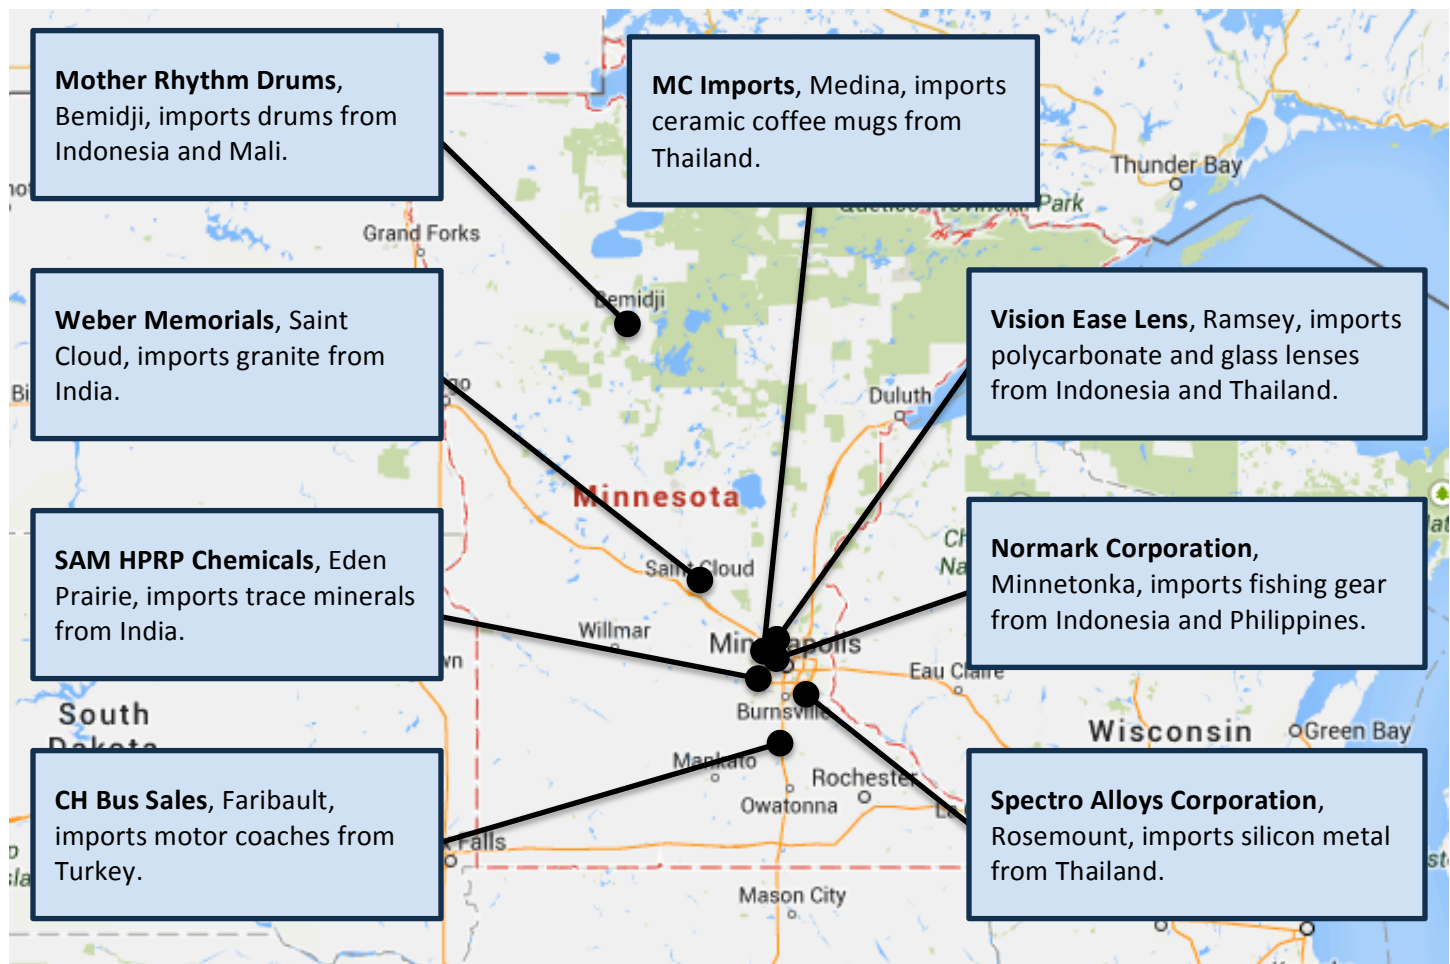 Mother Rhythm Drums,
Bemidji, imports drums from
Indonesia and Mali.
MC Imports, Medina, imports
ceramic coffee mugs from
Thailand.
Thunder Bay
Park
Grand Forks
Bemidji
Weber Memorials, Saint
Cloud, imports granite from
India.
Vision Ease Lens, Ramsey, imports
polycarbonate and glass lenses
from Indonesia and Thailand.
Duluth
Minnesota
SAM HPRP Chemicals, Eden
Prairie, imports trace minerals
from India.
Normark Corporation,
Minnetonka, imports fishing gear
from Indonesia and Philippines.
Saint Cloud
Willmar
Minneapolis
Eau Claire
Burnsville
South
Dakota
Wisconsin
Green Bay
Mankato
Rochester
Owatonna
CH Bus Sales, Faribault,
imports motor coaches from
Turkey.
Falls
Spectro Alloys Corporation,
Rosemount, imports silicon metal
from Thailand.
Mason City